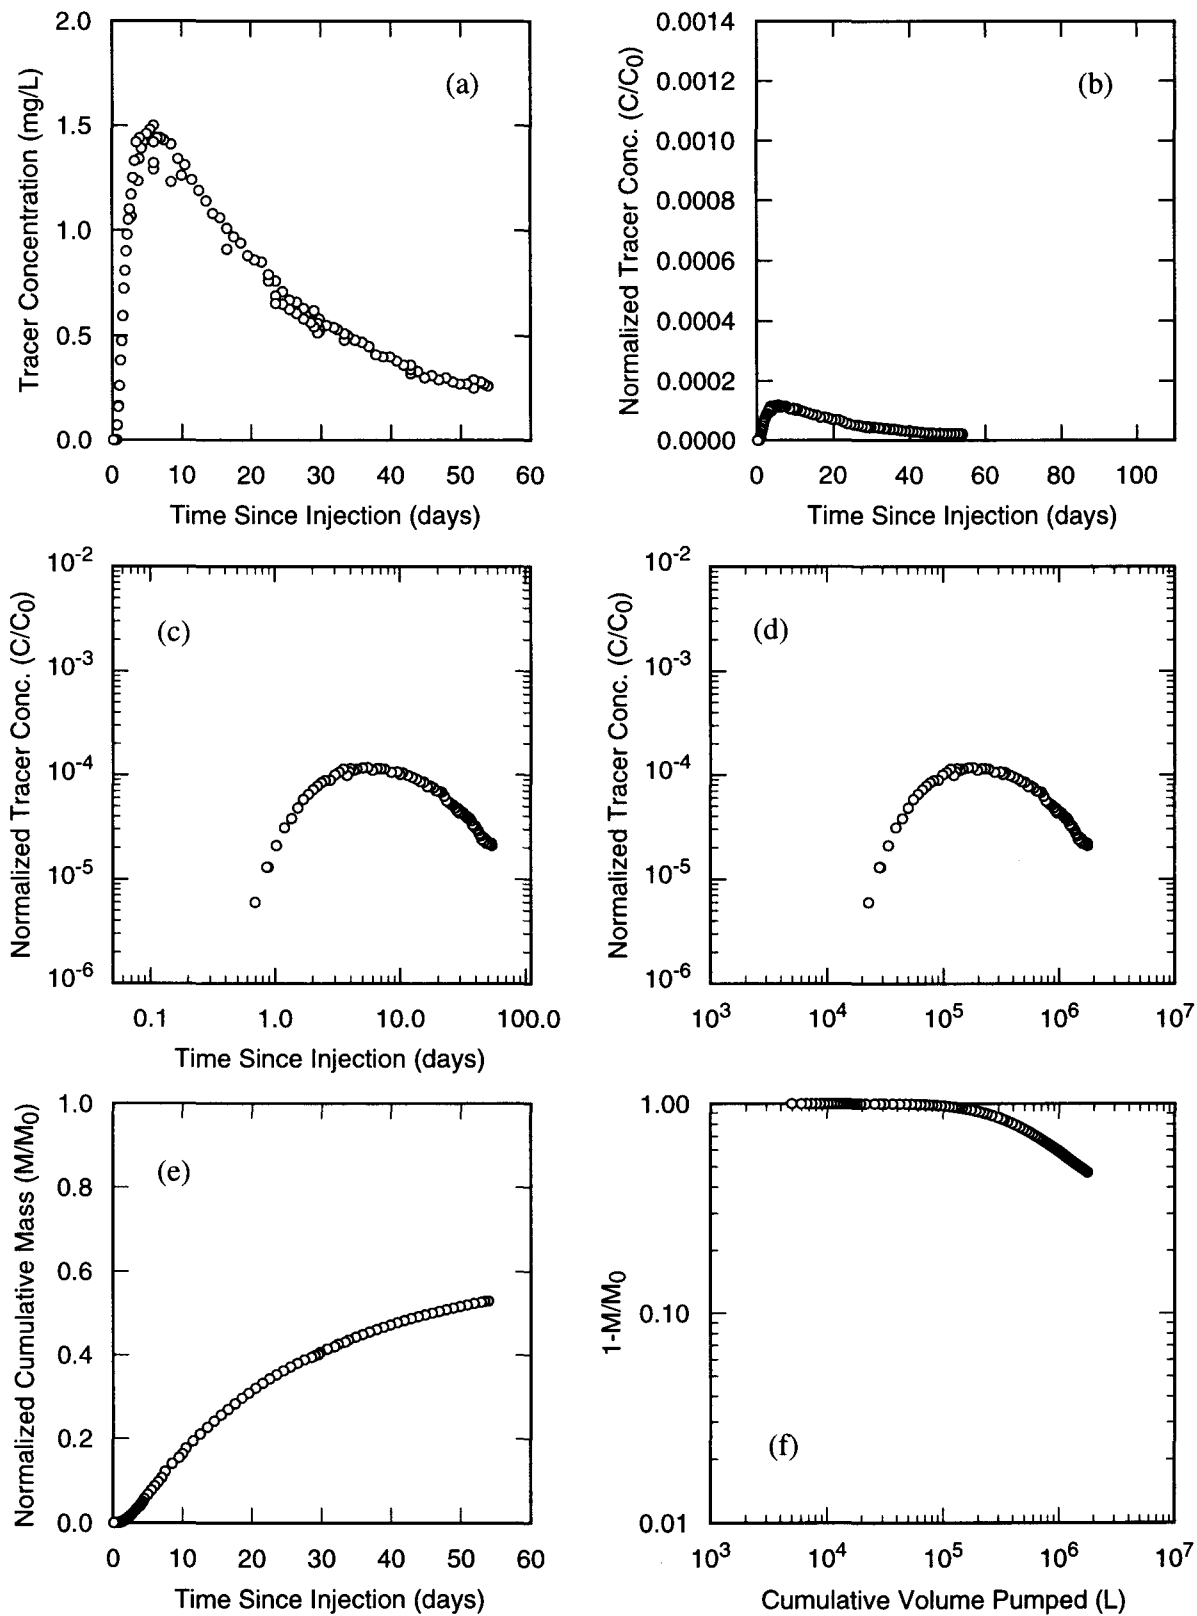 2.0
1.5
1.0
0.5
0.0
Tracer Concentration (mg/L)
(a)
0 10 20 30 40 50 60
Time Since Injection (days)
0.0014
0.0012
0.0010
0.0008
0.0006
0.0004
0.0002
0.0000
Normalized Tracer Conc. (C/C0)
(b)
0 20 40 60 80 100
Time Since Injection (days)
10-2
10-3
10-4
10-5
10-6
Normalized Tracer Conc. (C/C0)
(c)
0.1 1.0 10.0 100.0
Time Since Injection (days)
10-2
10-3
10-4
10-5
10-6
Normalized Tracer Conc. (C/C0)
(d)
103 104 105 106 107
1.0
0.8
0.6
0.4
0.2
0.0
Normalized Cumulative Mass (M/M0)
(e)
0 10 20 30 40 50 60
Time Since Injection (days)
1.00
0.10
0.01
1-M/M0
(f)
103 104 105 106 107
Cumulative Volume Pumped (L)